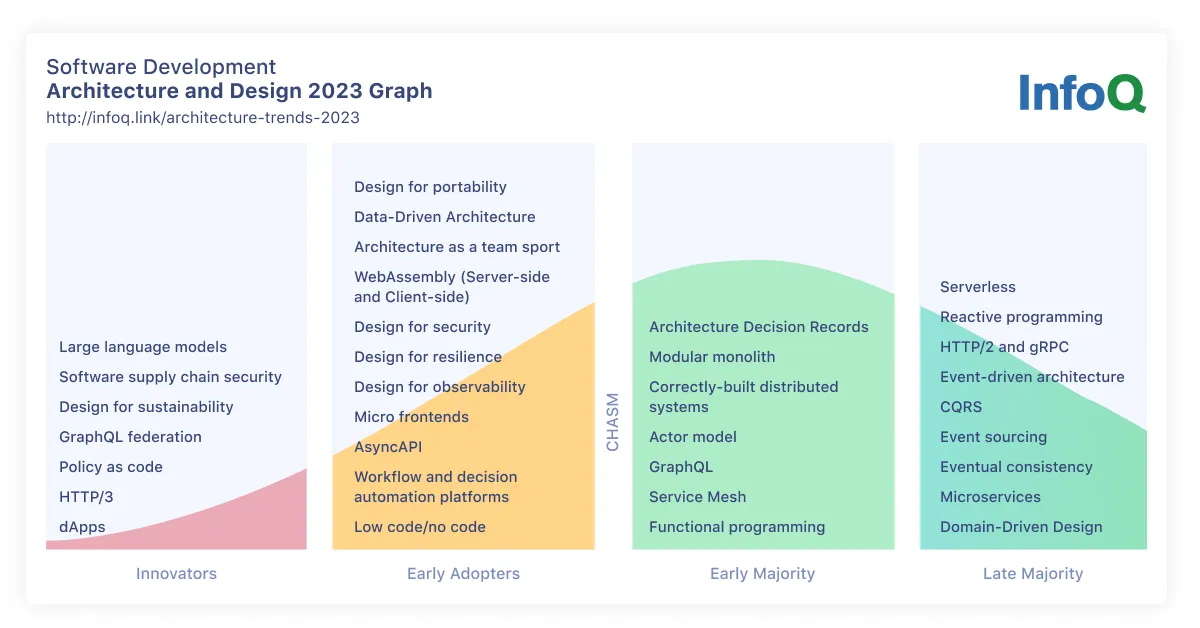 Software Development
Architecture and Design 2023 Graph
http://infoq.link/architecture-trends-2023
InfoQ
Large language models
Software supply chain security
Design for sustainability
GraphQL federation
Policy as code
HTTP/3
dApps
Innovators
Design for portability
Data-Driven Architecture
Architecture as a team sport
WebAssembly (Server-side
and Client-side)
Design for security
Design for resilience
Design for observability
Micro frontends
AsyncAPI
Workflow and decision
automation platforms
Low code/no code
Early Adopters
CHASM
Architecture Decision Records
Modular monolith
Correctly-built distributed
systems
Actor model
GraphQL
Service Mesh
Functional programming
Early Majority
Serverless
Reactive programming
HTTP/2 and gRPC
Event-driven architecture
CQRS
Event sourcing
Eventual consistency
Microservices
Domain-Driven Design
Late Majority